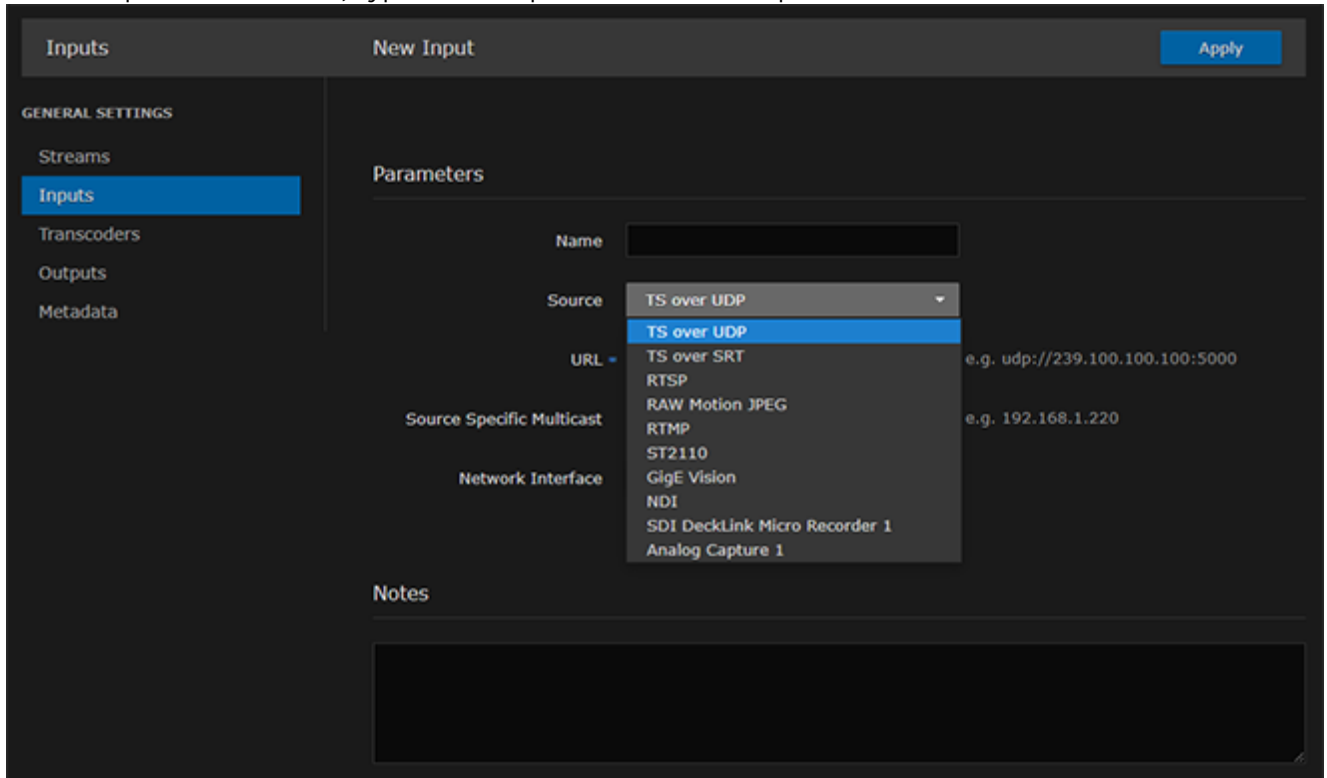 Inputs
New Input
Apply
GENERAL SETTINGS
Streams
Inputs
Transcoders
Outputs
Metadata
Parameters
Name
Source
TS over UDP
TS over UDP
TS over SRT
RTSP
RAW Motion JPEG
RTMP
ST2110
GigE Vision
NDI
SDI DeckLink Micro Recorder 1
Analog Capture 1
URL
e.g. udp://239.100.100.100:5000
Source Specific Multicast
e.g. 192.168.1.220
Network Interface
Notes